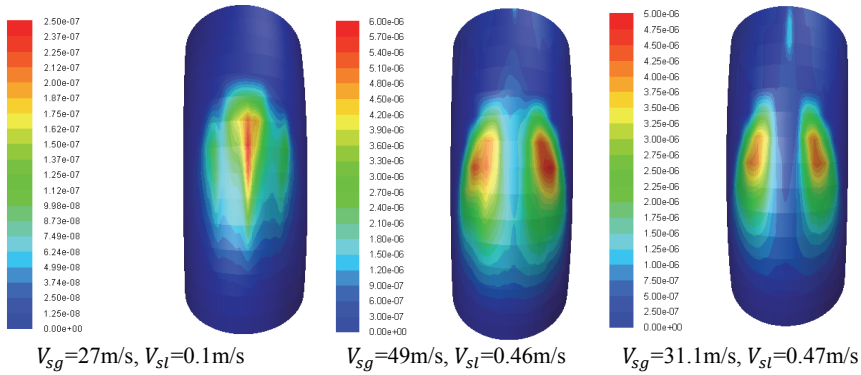 2.50e-07
2.37e-07
2.25e-07
2.12e-07
2.00e-07
1.87e-07
1.75e-07
1.62e-07
1.50e-07
1.37e-07
1.25e-07
1.12e-07
9.98e-08
8.73e-08
7.49e-08
6.24e-08
4.99e-08
3.74e-08
2.50e-08
1.25e-08
0.00e+00
6.00e-06
5.70e-06
5.40e-06
5.10e-06
4.80e-06
4.50e-06
4.20e-06
3.90e-06
3.60e-06
3.30e-06
3.00e-06
2.70e-06
2.40e-06
2.10e-06
1.80e-06
1.50e-06
1.20e-06
9.00e-07
6.00e-07
3.00e-07
0.00e+00
5.00e-06
4.75e-06
4.50e-06
4.25e-06
4.00e-06
3.75e-06
3.50e-06
3.25e-06
3.00e-06
2.75e-06
2.50e-06
2.25e-06
2.00e-06
1.75e-06
1.50e-06
1.25e-06
1.00e-06
7.50e-07
5.00e-07
2.50e-07
0.00e+00
Vsg=27m/s, Vsl=0.1m/s
Vsg=49m/s, Vsl=0.46m/s
Vsg=31.1m/s, Vsl=0.47m/s